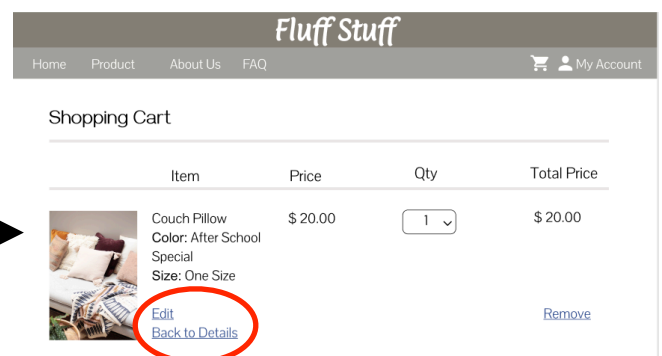 Fluff Stuff
Home Product About Us FAQ My Account
Shopping Cart
Item Price Qty Total Price
Couch Pillow $ 20.00 1 $ 20.00
Color: After School
Special
Size: One Size
Edit Remove
Back to Details